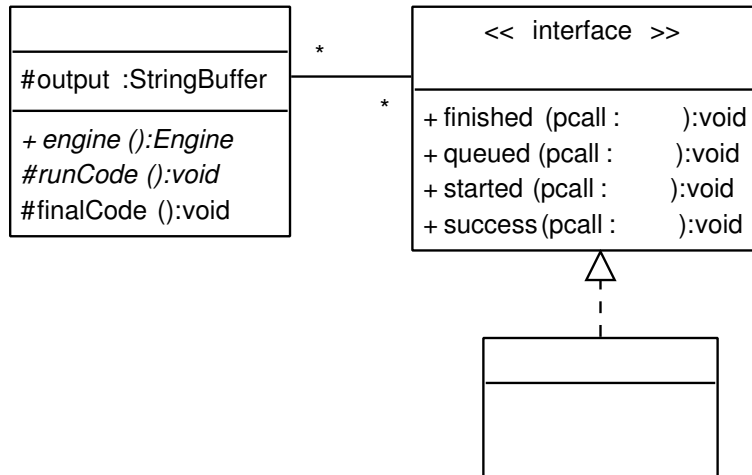 #output :StringBuffer
+ engine ():Engine
#runCode ():void
#finalCode ():void
*
*
<< interface >>
+ finished (pcall : ):void
+ queued (pcall : ):void
+ started (pcall : ):void
+ success(pcall : ):void